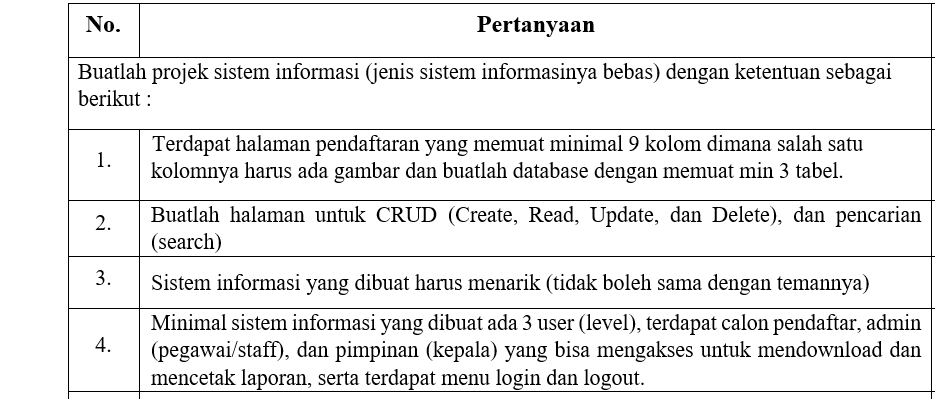 No. Pertanyaan
Buatlah projek sistem informasi (jenis sistem informasinya bebas) dengan ketentuan sebagai
berikut :
1. Terdapat halaman pendaftaran yang memuat minimal 9 kolom dimana salah satu
kolomnya harus ada gambar dan buatlah database dengan memuat min 3 tabel.
2. Buatlah halaman untuk CRUD (Create, Read, Update, dan Delete), dan pencarian
(search)
3. Sistem informasi yang dibuat harus menarik (tidak boleh sama dengan temannya)
4. Minimal sistem informasi yang dibuat ada 3 user (level), terdapat calon pendaftar, admin
(pegawai/staff), dan pimpinan (kepala) yang bisa mengakses untuk mendownload dan
mencetak laporan, serta terdapat menu login dan logout.